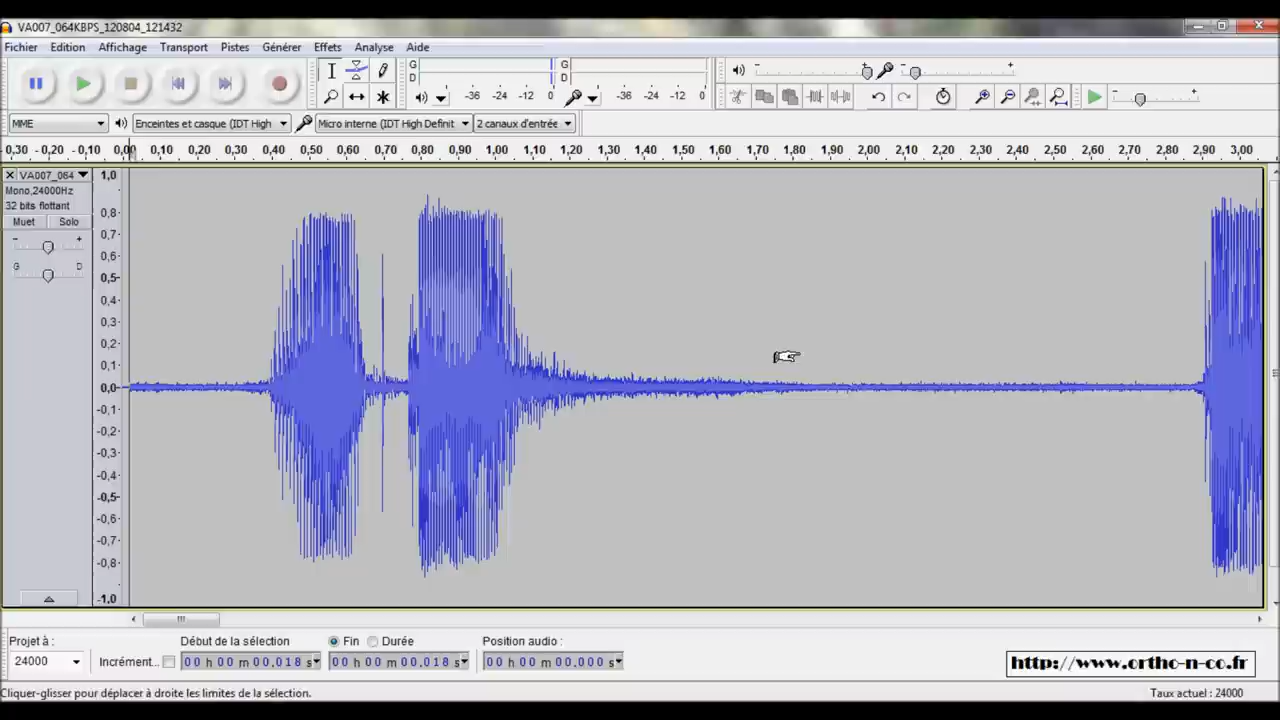 VA007_064KBPS_120804_121432
Fichier Edition Affichage Transport Pistes Générer Effets Analyse Aide
G G
D -36 -24 -12 0 D -36 -24 -12 0
MME Enceintes et casque (IDT High Micro interne (IDT High Definit 2 canaux d'entrée
- 0,30 - 0,20 - 0,10 0,00 0,10 0,20 0,30 0,40 0,50 0,60 0,70 0,80 0,90 1,00 1,10 1,20 1,30 1,40 1,50 1,60 1,70 1,80 1,90 2,00 2,10 2,20 2,30 2,40 2,50 2,60 2,70 2,80 2,90 3,00
VA007_064 1,0
Mono,24000Hz
32 bits flottant
0,8
Muet Solo
0,7
- +
0,6
G D
0,5
0,4
0,3
0,2
0,1
0,0
-0,1
-0,2
-0,3
-0,4
-0,5
-0,6
-0,7
-0,8
-1,0
Projet à : Début de la sélection Fin Durée Position audio :
24000 Incrément... 00 h 00 m 00.018 s 00 h 00 m 00.018 s 00 h 00 m 00.000 s
http://www.ortho-n-co.fr
Cliquer-glisser pour déplacer à droite les limites de la sélection. Taux actuel : 24000